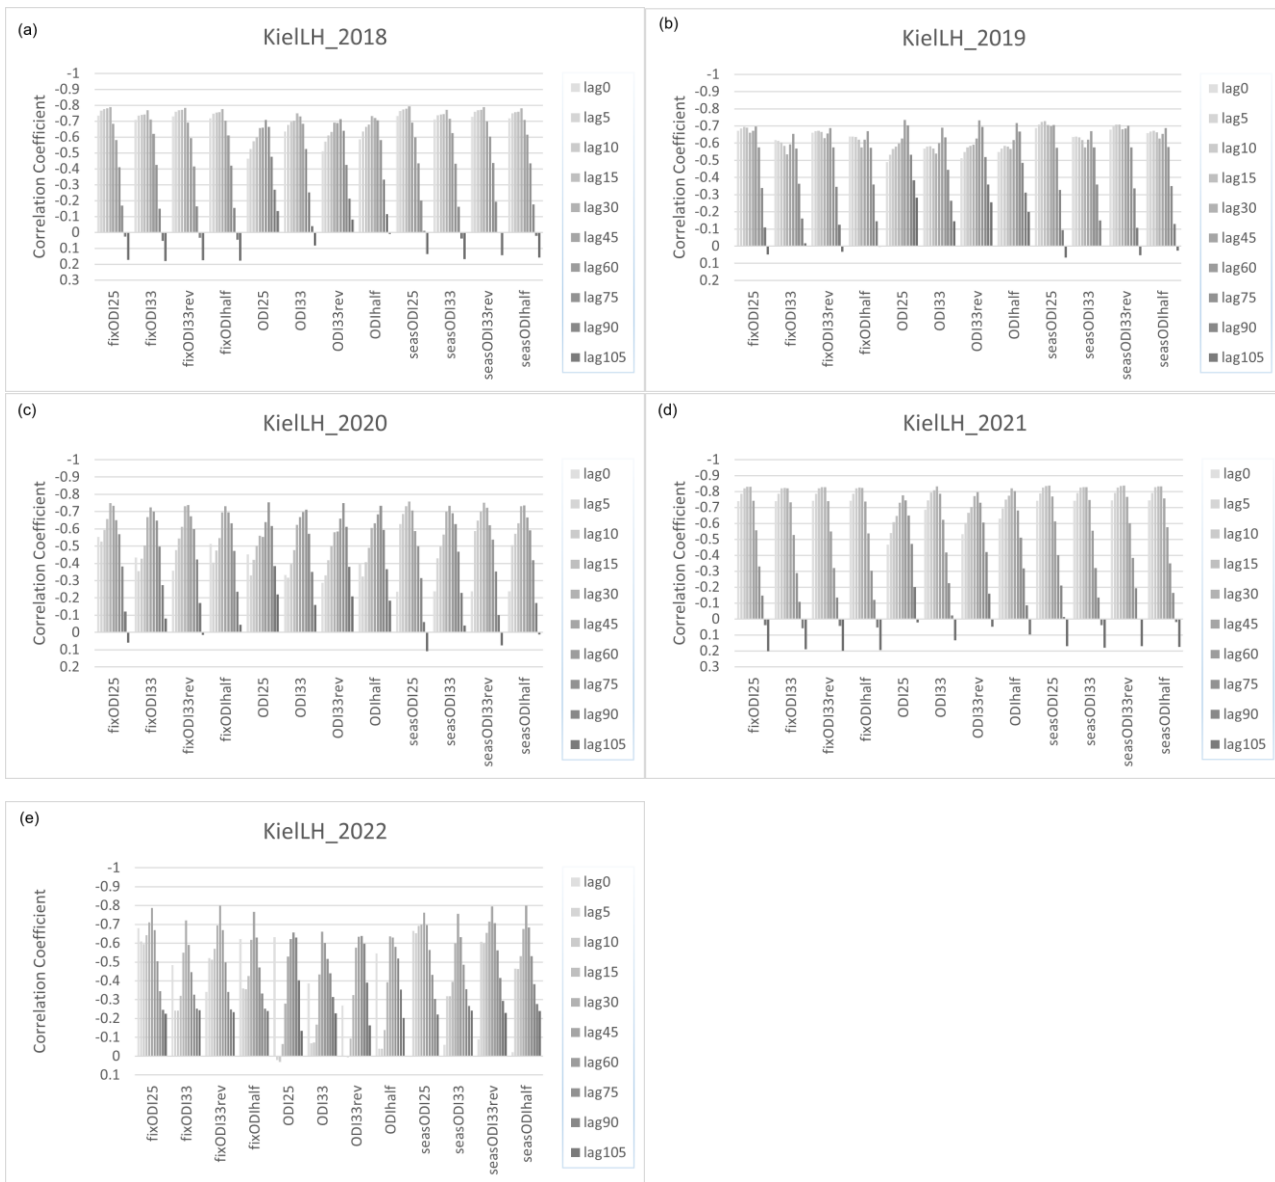 (a)
KielLH_2018
Correlation Coefficient
-1
-0.9
-0.8
-0.7
-0.6
-0.5
-0.4
-0.3
-0.2
-0.1
0
0.1
0.2
0.3
fixODI25
fixODI33
fixODI33rev
fixODIhalf
ODI25
ODI33
ODI33rev
ODIhalf
seasODI25
seasODI33
seasODI33rev
seasODIhalf
lag0
lag5
lag10
lag15
lag30
lag45
lag60
lag75
lag90
lag105
(b)
KielLH_2019
Correlation Coefficient
-1
-0.9
-0.8
-0.7
-0.6
-0.5
-0.4
-0.3
-0.2
-0.1
0
0.1
0.2
fixODI25
fixODI33
fixODI33rev
fixODIhalf
ODI25
ODI33
ODI33rev
ODIhalf
seasODI25
seasODI33
seasODI33rev
seasODIhalf
lag0
lag5
lag10
lag15
lag30
lag45
lag60
lag75
lag90
lag105
(c)
KielLH_2020
Correlation Coefficient
-1
-0.9
-0.8
-0.7
-0.6
-0.5
-0.4
-0.3
-0.2
-0.1
0
0.1
0.2
fixODI25
fixODI33
fixODI33rev
fixODIhalf
ODI25
ODI33
ODI33rev
ODIhalf
seasODI25
seasODI33
seasODI33rev
seasODIhalf
lag0
lag5
lag10
lag15
lag30
lag45
lag60
lag75
lag90
lag105
(d)
KielLH_2021
Correlation Coefficient
-1
-0.9
-0.8
-0.7
-0.6
-0.5
-0.4
-0.3
-0.2
-0.1
0
0.1
0.2
0.3
fixODI25
fixODI33
fixODI33rev
fixODIhalf
ODI25
ODI33
ODI33rev
ODIhalf
seasODI25
seasODI33
seasODI33rev
seasODIhalf
lag0
lag5
lag10
lag15
lag30
lag45
lag60
lag75
lag90
lag105
(e)
KielLH_2022
Correlation Coefficient
-1
-0.9
-0.8
-0.7
-0.6
-0.5
-0.4
-0.3
-0.2
-0.1
0
0.1
fixODI25
fixODI33
fixODI33rev
fixODIhalf
ODI25
ODI33
ODI33rev
ODIhalf
seasODI25
seasODI33
seasODI33rev
seasODIhalf
lag0
lag5
lag10
lag15
lag30
lag45
lag60
lag75
lag90
lag105